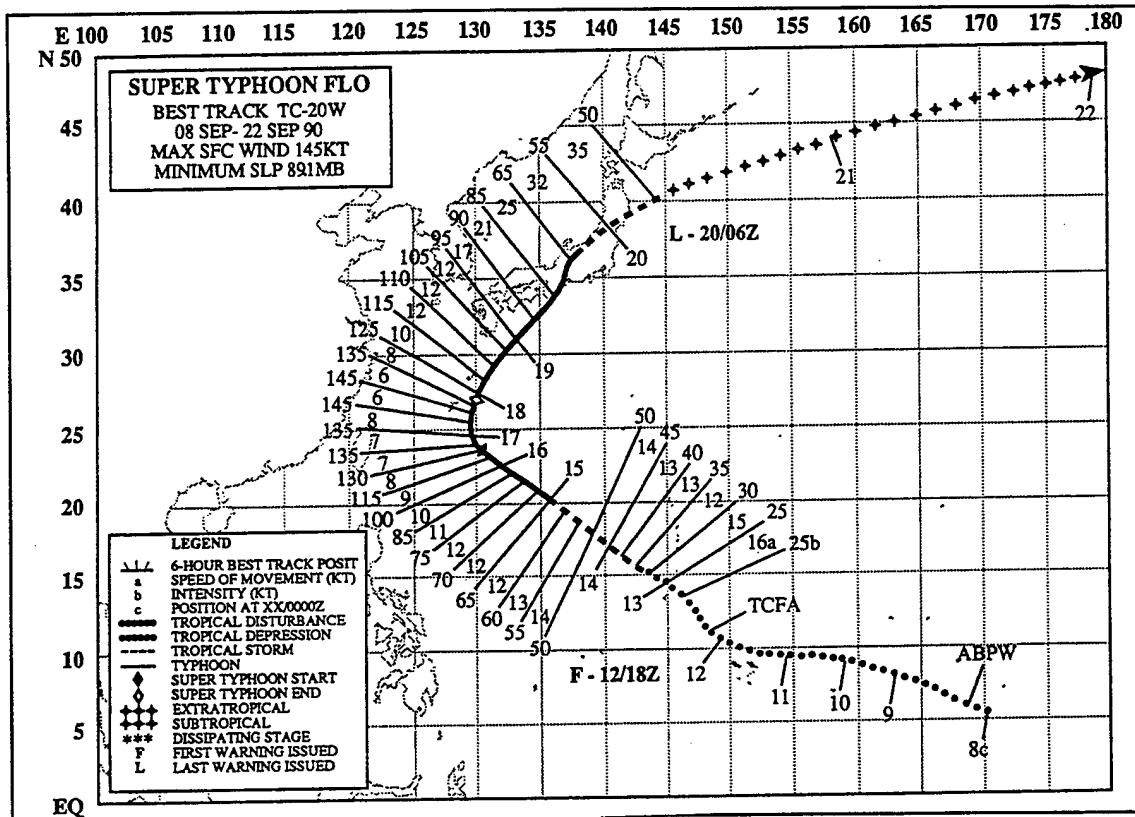 E 100 105 110 115 120 125 130 135 140 145 150 155 160 165 170 175 .180
N 50
45
40
35
30
25
20
15
10
5
EQ
SUPER TYPHOON FLO
BEST TRACK TC-20W
08 SEP- 22 SEP 90
MAX SFC WIND 145KT
MINIMUM SLP 891MB
50
35
55
32
65
25
85
21
90
17
95
12
105
12
110
12
115
10
125
8
135
6
145
6
145
8
135
7
135
7
130
8
115
9
100
10
85
11
75
12
70
12
65
12
60
13
55
14
50
22
21
L - 20/06Z
20
19
18
17
16
15
50
14
45
13
40
13
35
12
30
15
25
16a
25b
14
13
TCFA
12
F - 12/18Z
11
10
9
ABPW
8c
LEGEND
6-HOUR BEST TRACK POSIT
a SPEED OF MOVEMENT (KT)
b INTENSITY (KT)
c POSITION AT XX/0000Z
TROPICAL DISTURBANCE
TROPICAL DEPRESSION
TROPICAL STORM
TYPHOON
SUPER TYPHOON START
SUPER TYPHOON END
EXTRATROPICAL
SUBTROPICAL
*** DISSIPATING STAGE
F FIRST WARNING ISSUED
L LAST WARNING ISSUED